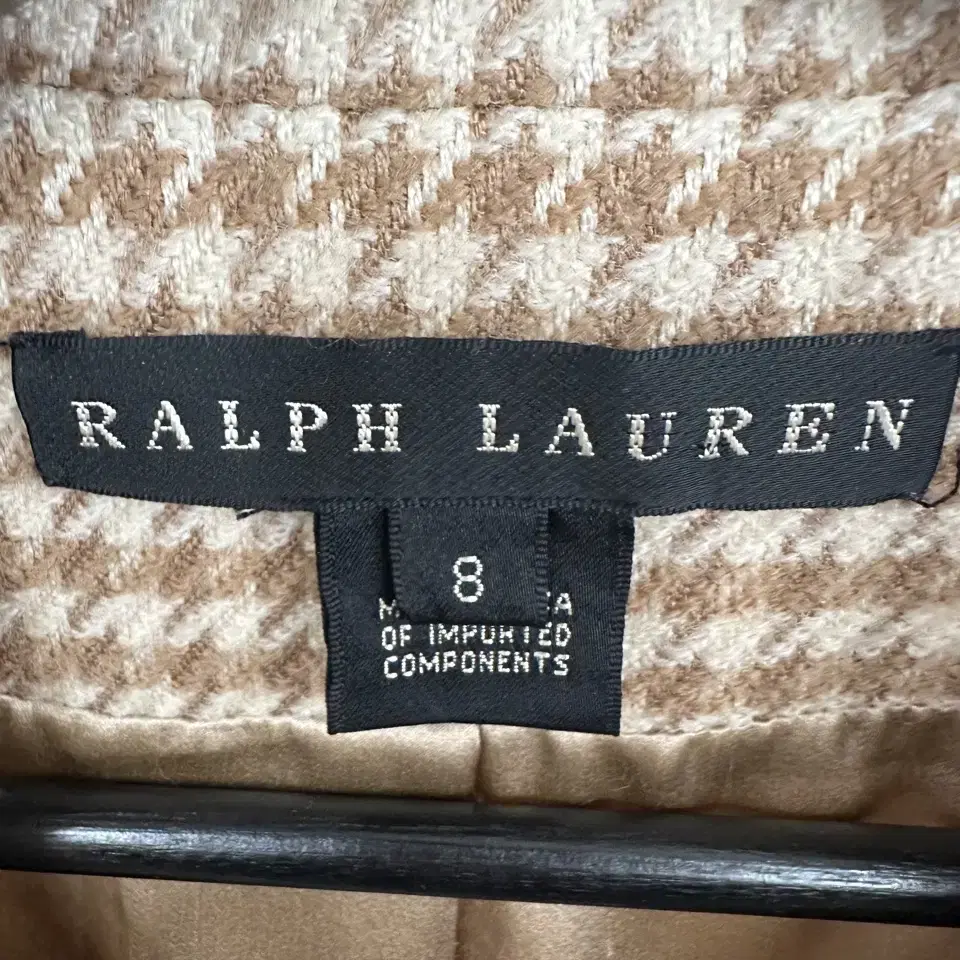 RALPH LAUREN
8
OF IMPORTED
COMPONENTS